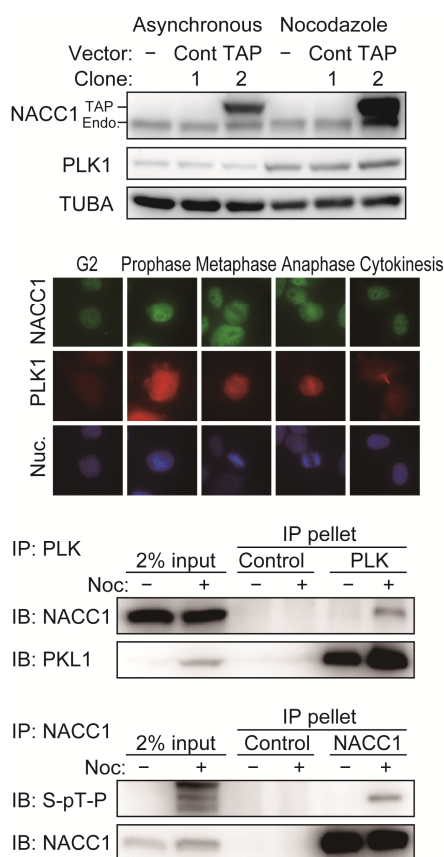 Asynchronous Nocodazole
Vector: – Cont TAP – Cont TAP
Clone: 1 2 1 2
NACC1 TAP
Endo.
PLK1
TUBA
G2 Prophase Metaphase Anaphase Cytokinesis
NACC1
PLK1
Nuc.
IP: PLK
IP pellet
2% input Control PLK
Noc: – + – + – +
IB: NACC1
IB: PKL1
IP: NACC1
IP pellet
2% input Control NACC1
Noc: – + – + – +
IB: S-pT-P
IB: NACC1